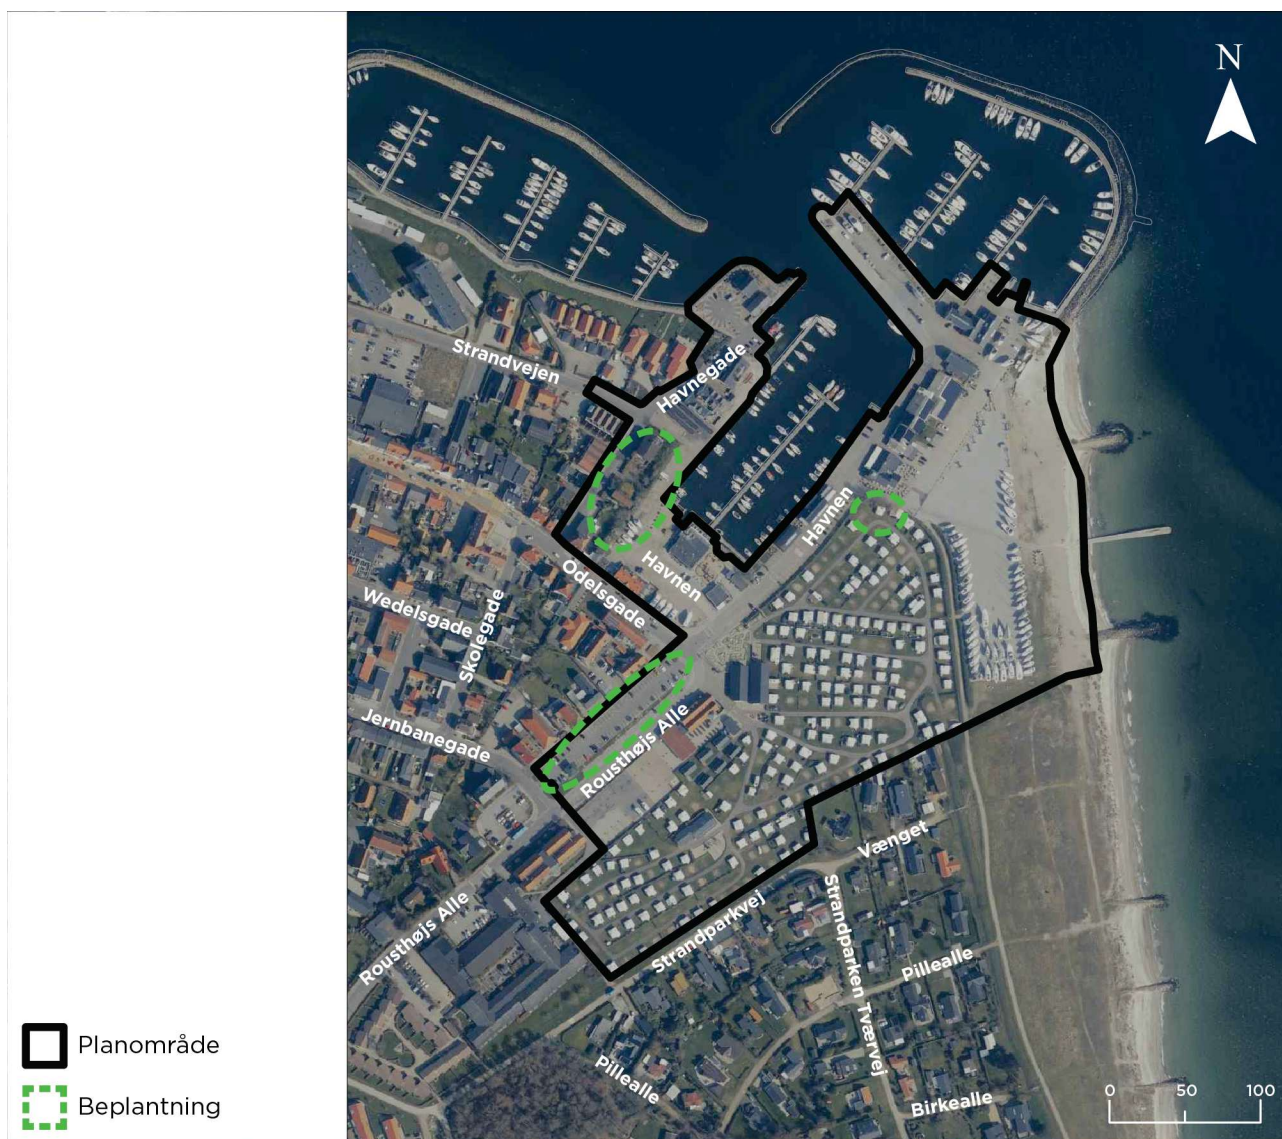 N
Strandvejen
Havnegade
Havnen
Havnen
Odelsgade
Wedelsgade
Skolegade
Jernbanegade
Rousthøjs Alle
Vænget
Rousthøjs Alle
Strandparkvej
Strandparken Tværvej
Pillealle
Pillealle
Birkealle
0 50 100
Planområde
Beplantning